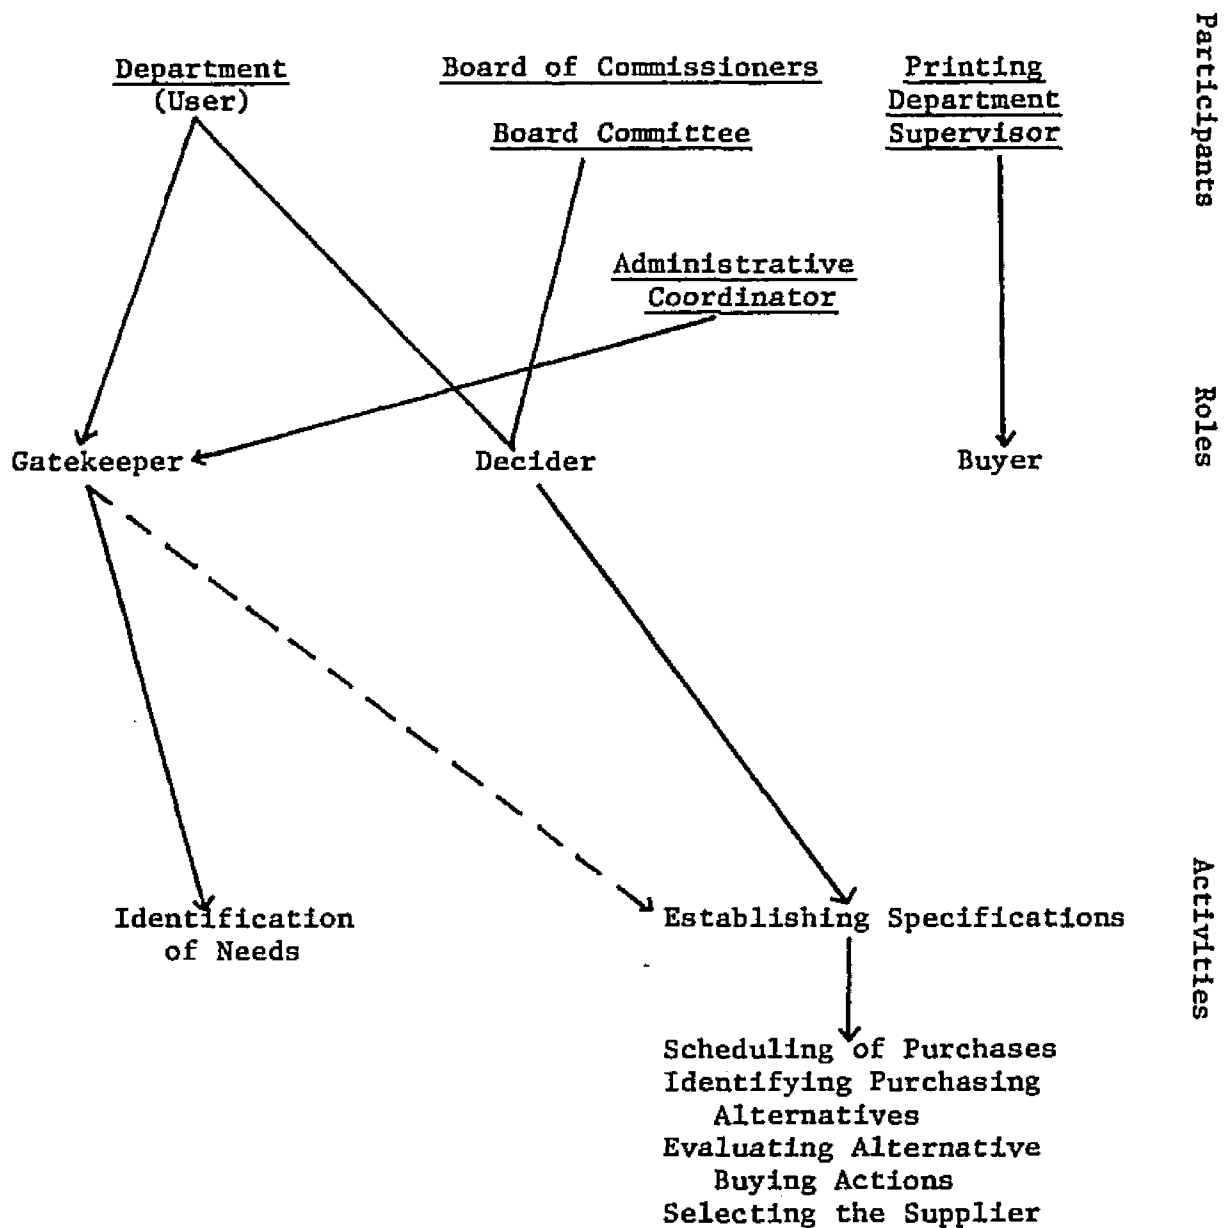 Participants
Department
(User)
Board of Commissioners
Board Committee
Printing
Department
Supervisor
Administrative
Coordinator
Roles
Gatekeeper
Decider
Buyer
Activities
Identification
of Needs
Establishing Specifications
Scheduling of Purchases
Identifying Purchasing
Alternatives
Evaluating Alternative
Buying Actions
Selecting the Supplier